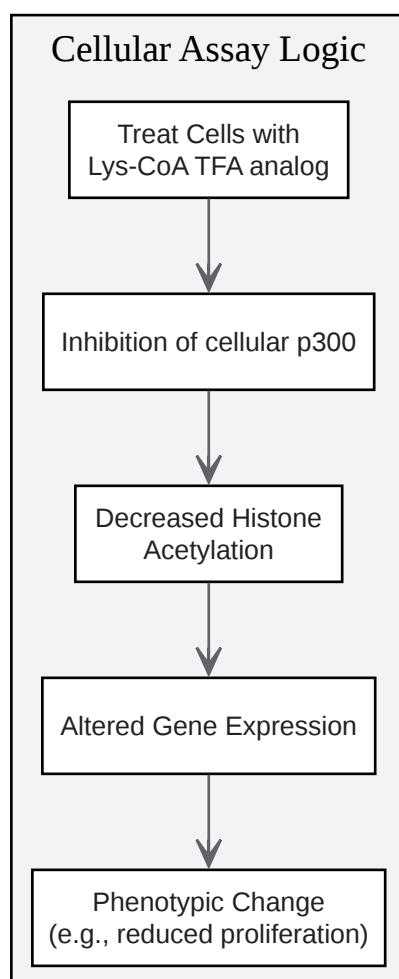 Cellular Assay Logic
Treat Cells with
Lys-CoA TFA analog
Inhibition of cellular p300
Decreased Histone
Acetylation
Altered Gene Expression
Phenotypic Change
(e.g., reduced proliferation)